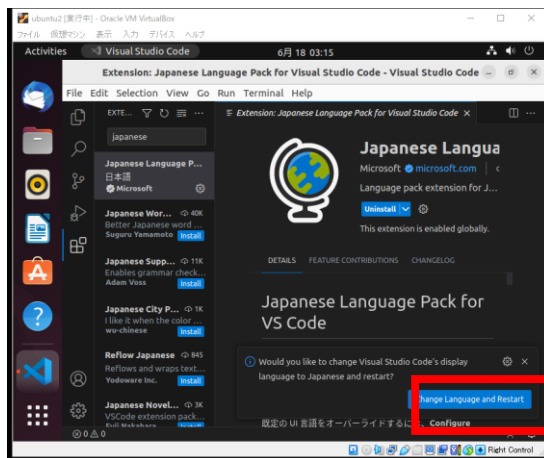 ubuntu2 [実行中] - Oracle VM VirtualBox
ファイル 仮想マシン 表示 入力 デバイス ヘルプ
Activities Visual Studio Code 6月 18 03:15
Extension: Japanese Language Pack for Visual Studio Code - Visual Studio Code
File Edit Selection View Go Run Terminal Help
EXTE...
Extension: Japanese Language Pack for Visual Studio Code
japanese
Japanese Language P...
日本語
Microsoft
Japanese Wor... 40K
Better Japanese word ...
Suguru Yamamoto Install
Japanese Supp... 11K
Enables grammar check...
Adam Voss Install
Japanese City P... 1K
I like it when the color ...
wu-chinese Install
Reflow Japanese 845
Reflows and wraps text...
Yodoware Inc. Install
Japanese Novel... 3K
VSCode extension pack...
Install
0 0
Japanese Langua
Microsoft microsoft.com
Language pack extension for J...
Uninstall
This extension is enabled globally.
DETAILS FEATURE CONTRIBUTIONS CHANGELOG
Japanese Language Pack for
VS Code
Would you like to change Visual Studio Code's display
language to Japanese and restart?
Change Language and Restart
既定の UI 言語をオーバーライドするに Configure
Right Control